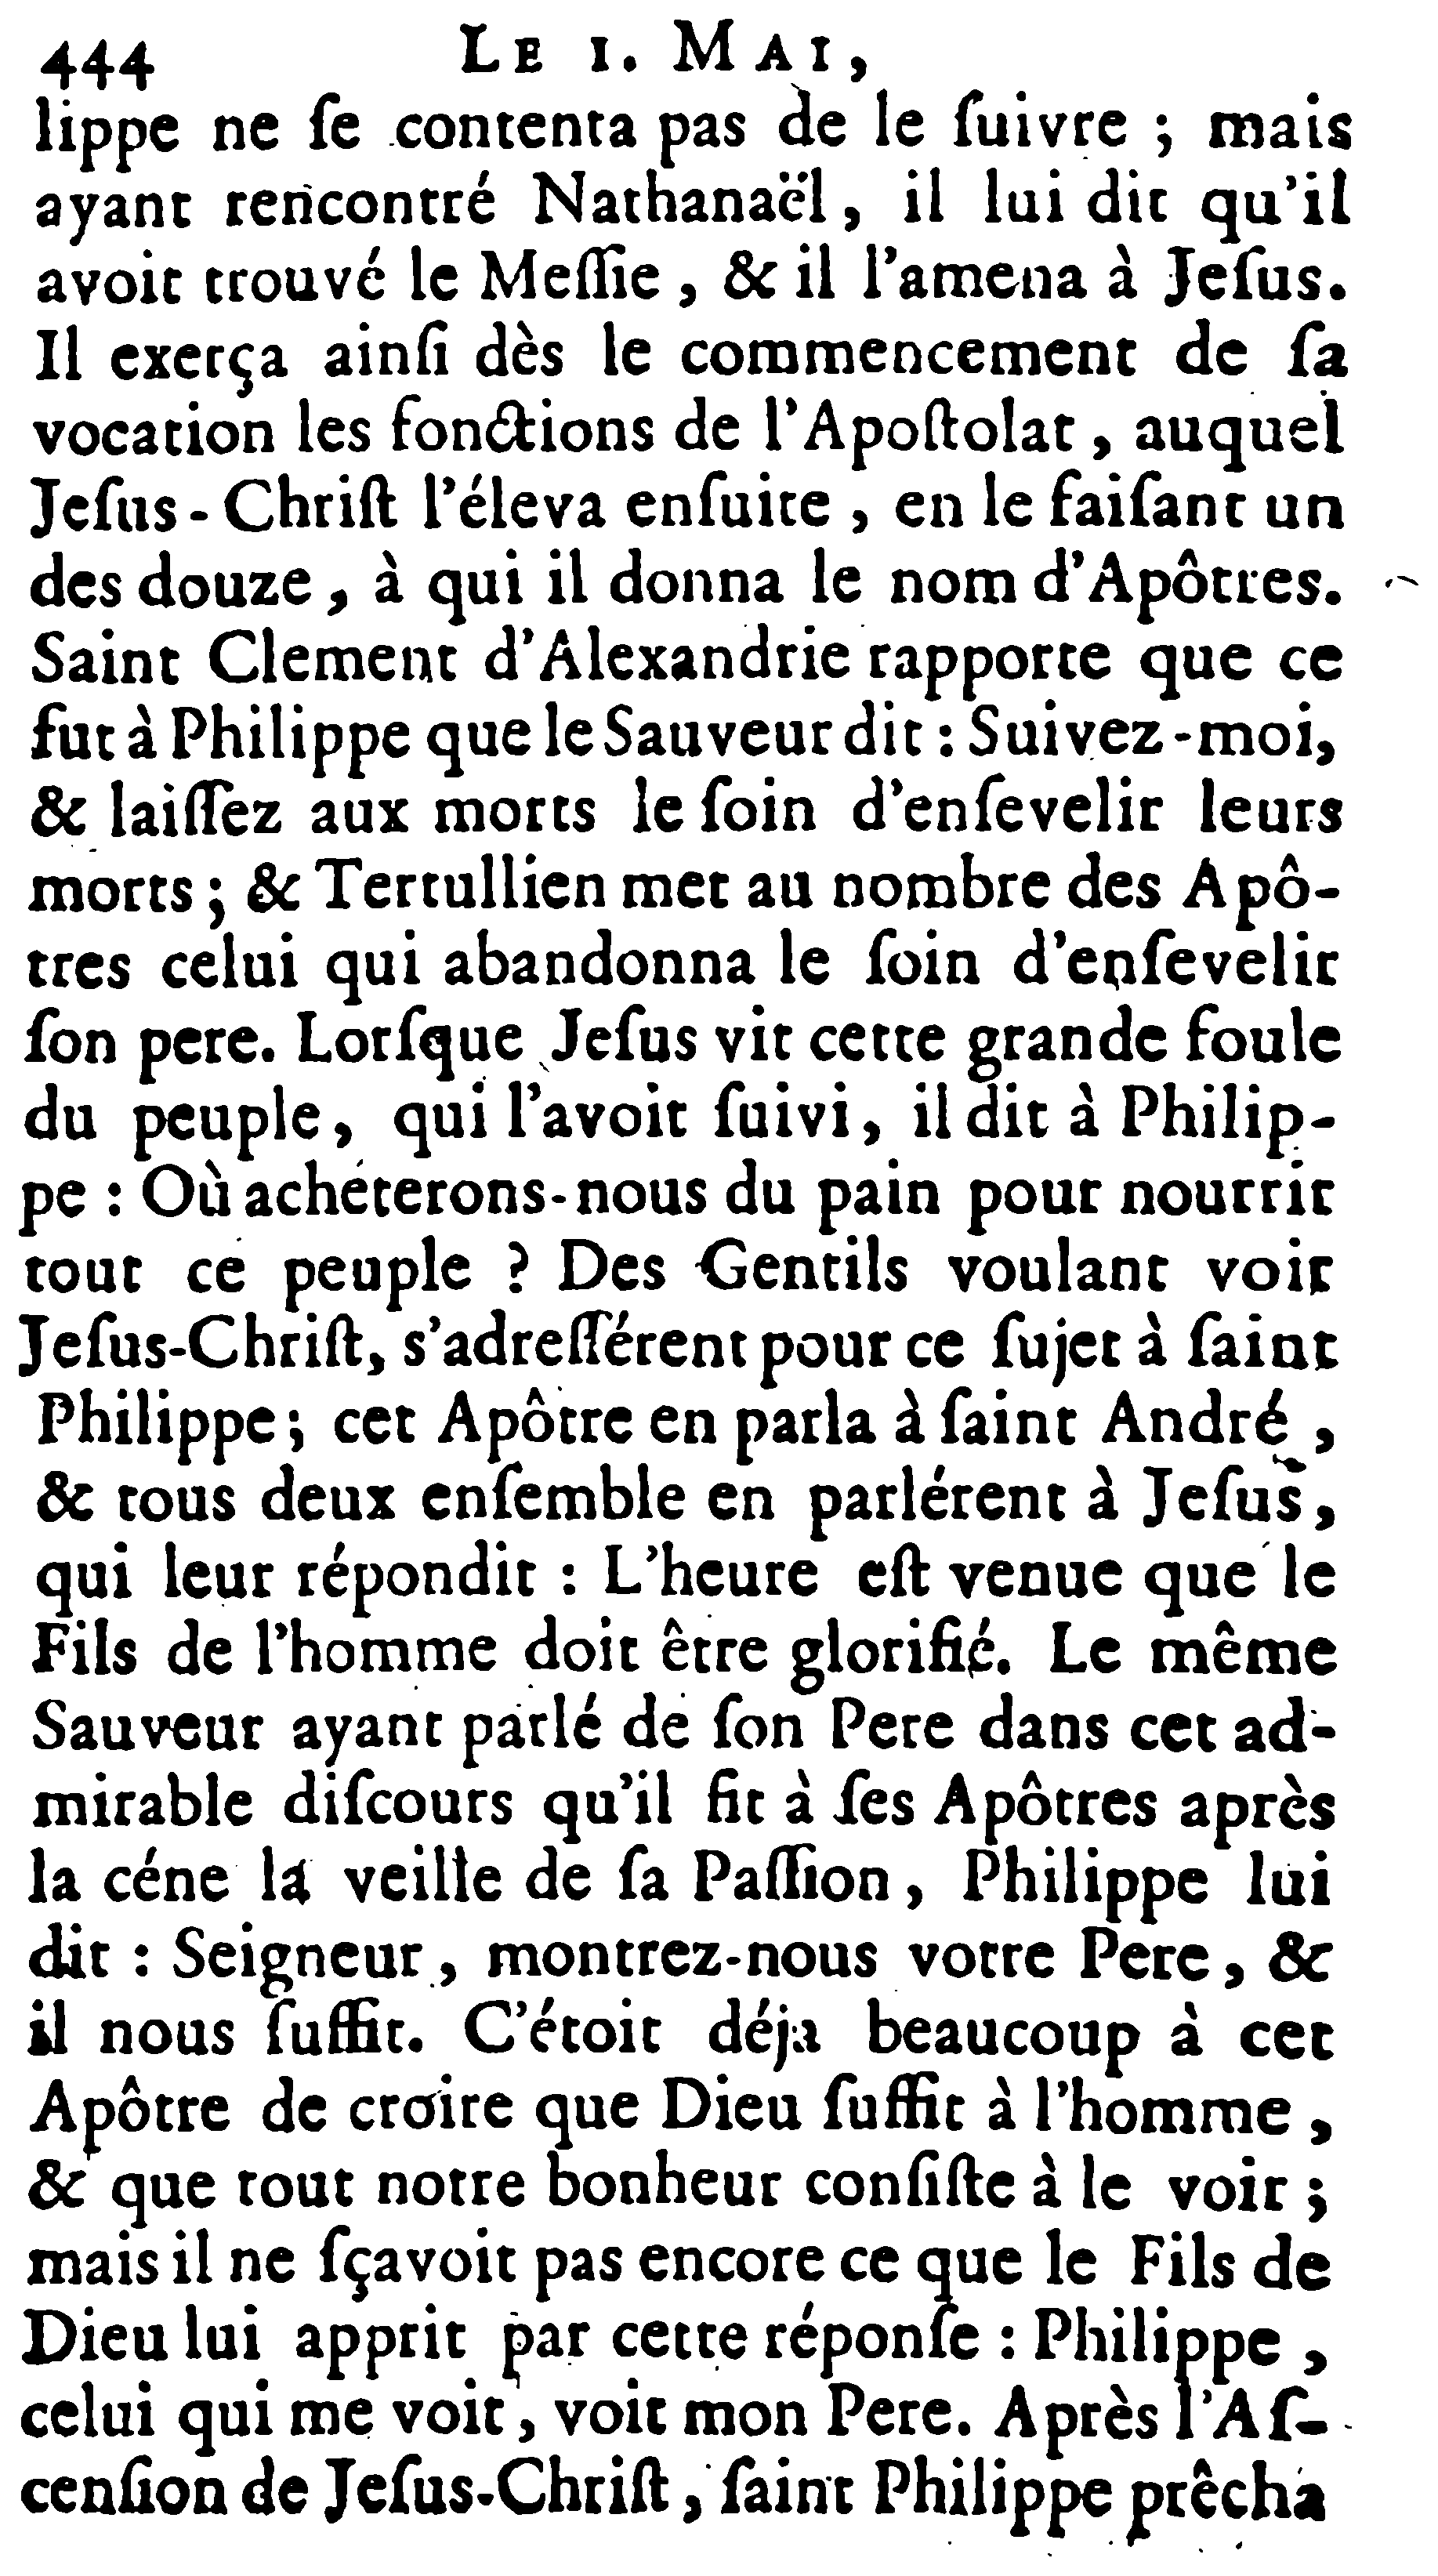 444 LE I. MAI,
lippe ne ſe contenta pas de le ſuivre ; mais
ayant rencontré Nathanaël, il lui dit qu'il
avoit trouvé le Meſſie, & il l'amena à Jeſus.
Il exerça ainſi dès le commencement de ſa
vocation les fonctions de l'Apoſtolat, auquel
Jeſus-Chriſt l'éleva enſuite, en le faiſant un
des douze, à qui il donna le nom d'Apôtres.
Saint Clement d'Alexandrie rapporte que ce
fut à Philippe que le Sauveur dit : Suivez-moi,
& laiſſez aux morts le ſoin d'enſevelir leurs
morts ; & Tertullien met au nombre des Apô-
tres celui qui abandonna le ſoin d'enſevelir
ſon pere. Lorſque Jeſus vit cette grande foule
du peuple, qui l'avoit ſuivi, il dit à Philip-
pe : Où achéterons-nous du pain pour nourrir
tout ce peuple ? Des Gentils voulant voir
Jeſus-Chriſt, s'adreſſérent pour ce ſujet à ſaint
Philippe ; cet Apôtre en parla à ſaint André,
& tous deux enſemble en parlérent à Jeſus,
qui leur répondit : L'heure eſt venue que le
Fils de l'homme doit être glorifié. Le même
Sauveur ayant parlé de ſon Pere dans cet ad-
mirable diſcours qu'il fit à ſes Apôtres après
la céne la veille de ſa Paſſion, Philippe lui
dit : Seigneur, montrez-nous votre Pere, &
il nous ſuffit. C'étoit déja beaucoup à cet
Apôtre de croire que Dieu ſuffit à l'homme,
& que tout notre bonheur conſiſte à le voir ;
mais il ne ſçavoit pas encore ce que le Fils de
Dieu lui apprit par cette réponſe : Philippe,
celui qui me voit, voit mon Pere. Après l'Aſ-
cenſion de Jeſus-Chriſt, ſaint Philippe prêcha